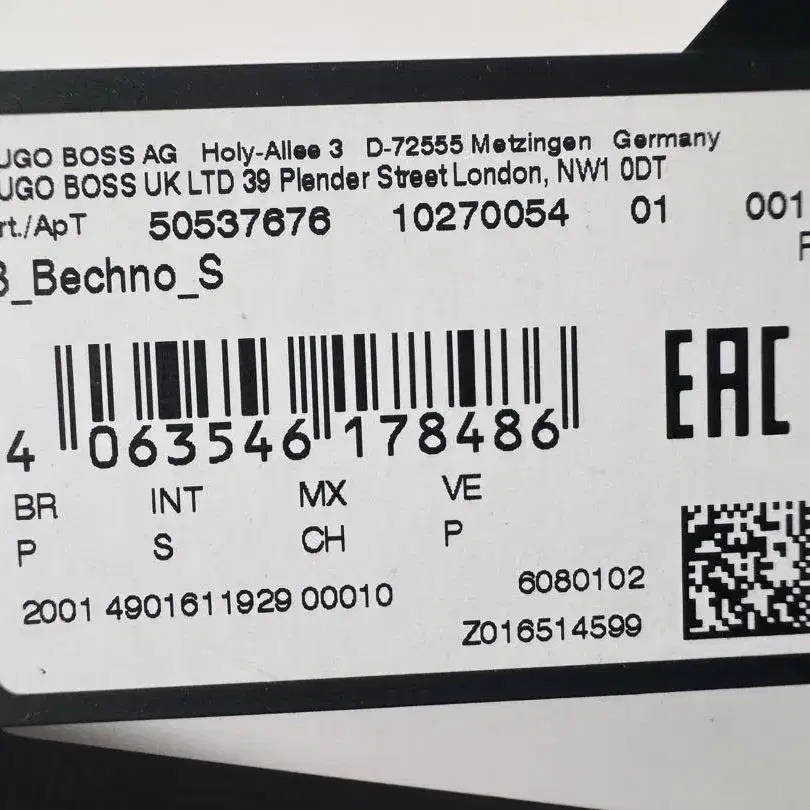 UGO BOSS AG Holy-Allee 3 D-72555 Metzingen Germany
UGO BOSS UK LTD 39 Plender Street London, NW1 0DT
rt./ApT 50537676 10270054 01 001
_Bechno_S
4 063546 178486
EAC
BR INT MX VE
P S CH P
2001 4901611929 00010
6080102
Z016514599